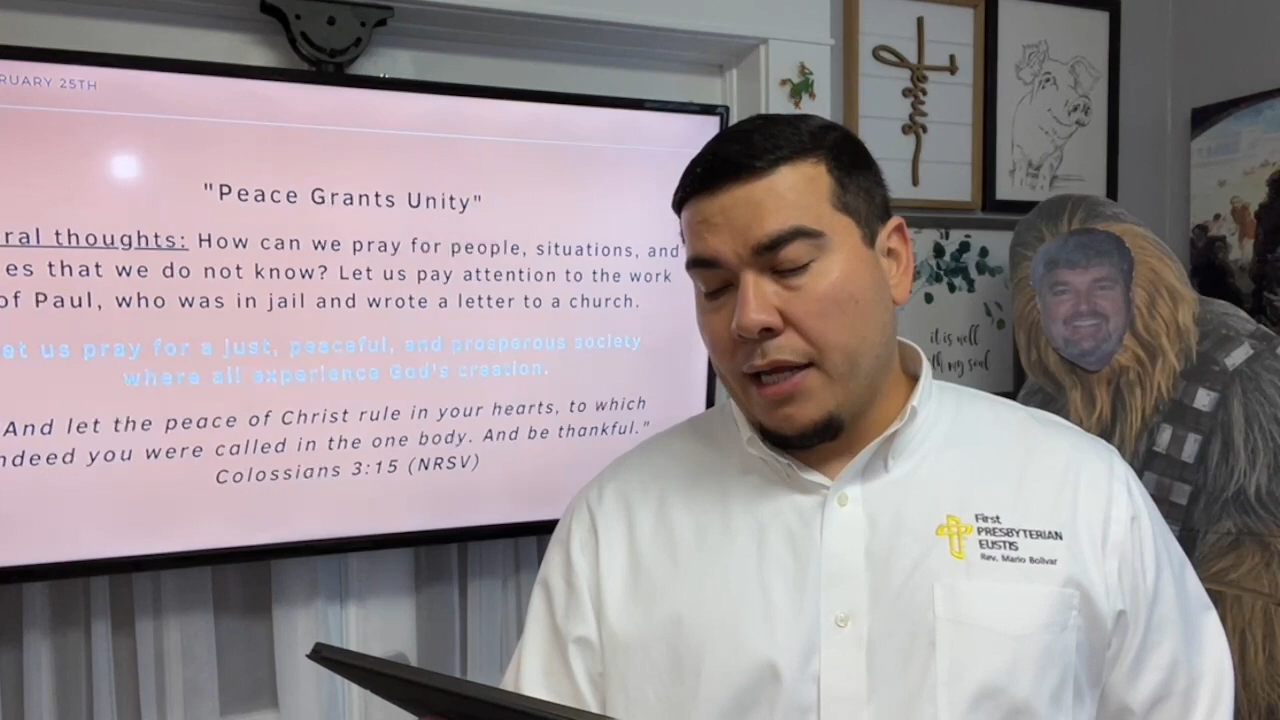 RUARY 25TH
"Peace Grants Unity"
ral thoughts: How can we pray for people, situations, and
es that we do not know? Let us pay attention to the work
of Paul, who was in jail and wrote a letter to a church.
et us pray for a just, peaceful, and prosperous society
where all experience God's creation.
And let the peace of Christ rule in your hearts, to which
ndeed you were called in the one body. And be thankful."
Colossians 3:15 (NRSV)
Jesus
it is well
th my soul
First
PRESBYTERIAN
EUSTIS
Rev. Mario Bolivar